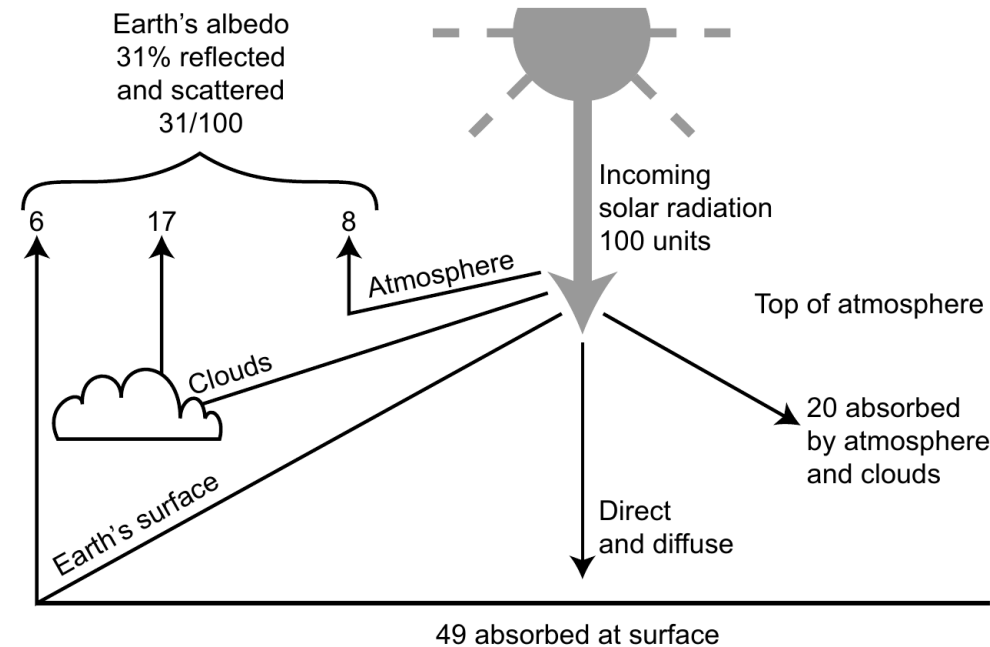 Earth's albedo
31% reflected
and scattered
31/100
6
17
8
Incoming
solar radiation
100 units
Atmosphere
Top of atmosphere
Clouds
20 absorbed
by atmosphere
and clouds
Earth's surface
Direct
and diffuse
49 absorbed at surface